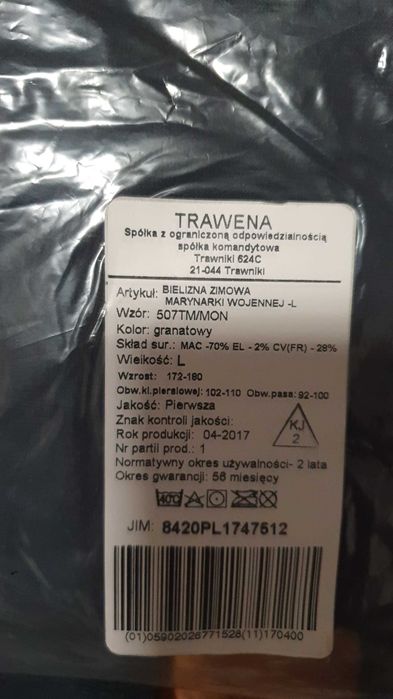 TRAWENA
Spółka z ograniczoną odpowiedzialnością
spółka komandytowa
Trawniki 624C
21-044 Trawniki
Artykuł: BIELIZNA ZIMOWA
MARYNARKI WOJENNEJ -L
Wzór: 507TM/MON
Kolor: granatowy
Skład sur.: MAC -70% EL - 2% CV(FR) - 28%
Wielkość: L
Wzrost: 172-180
Obw.kl.piersiowej: 102-110 Obw.pasa: 92-100
Jakość: Pierwsza
Znak kontroli jakości:
KJ
2
Rok produkcji: 04-2017
Nr partii prod.: 1
Normatywny okres używalności- 2 lata
Okres gwarancji: 56 miesięcy
40
JIM: 8420PL1747512
(01)05902026771528(11)170400